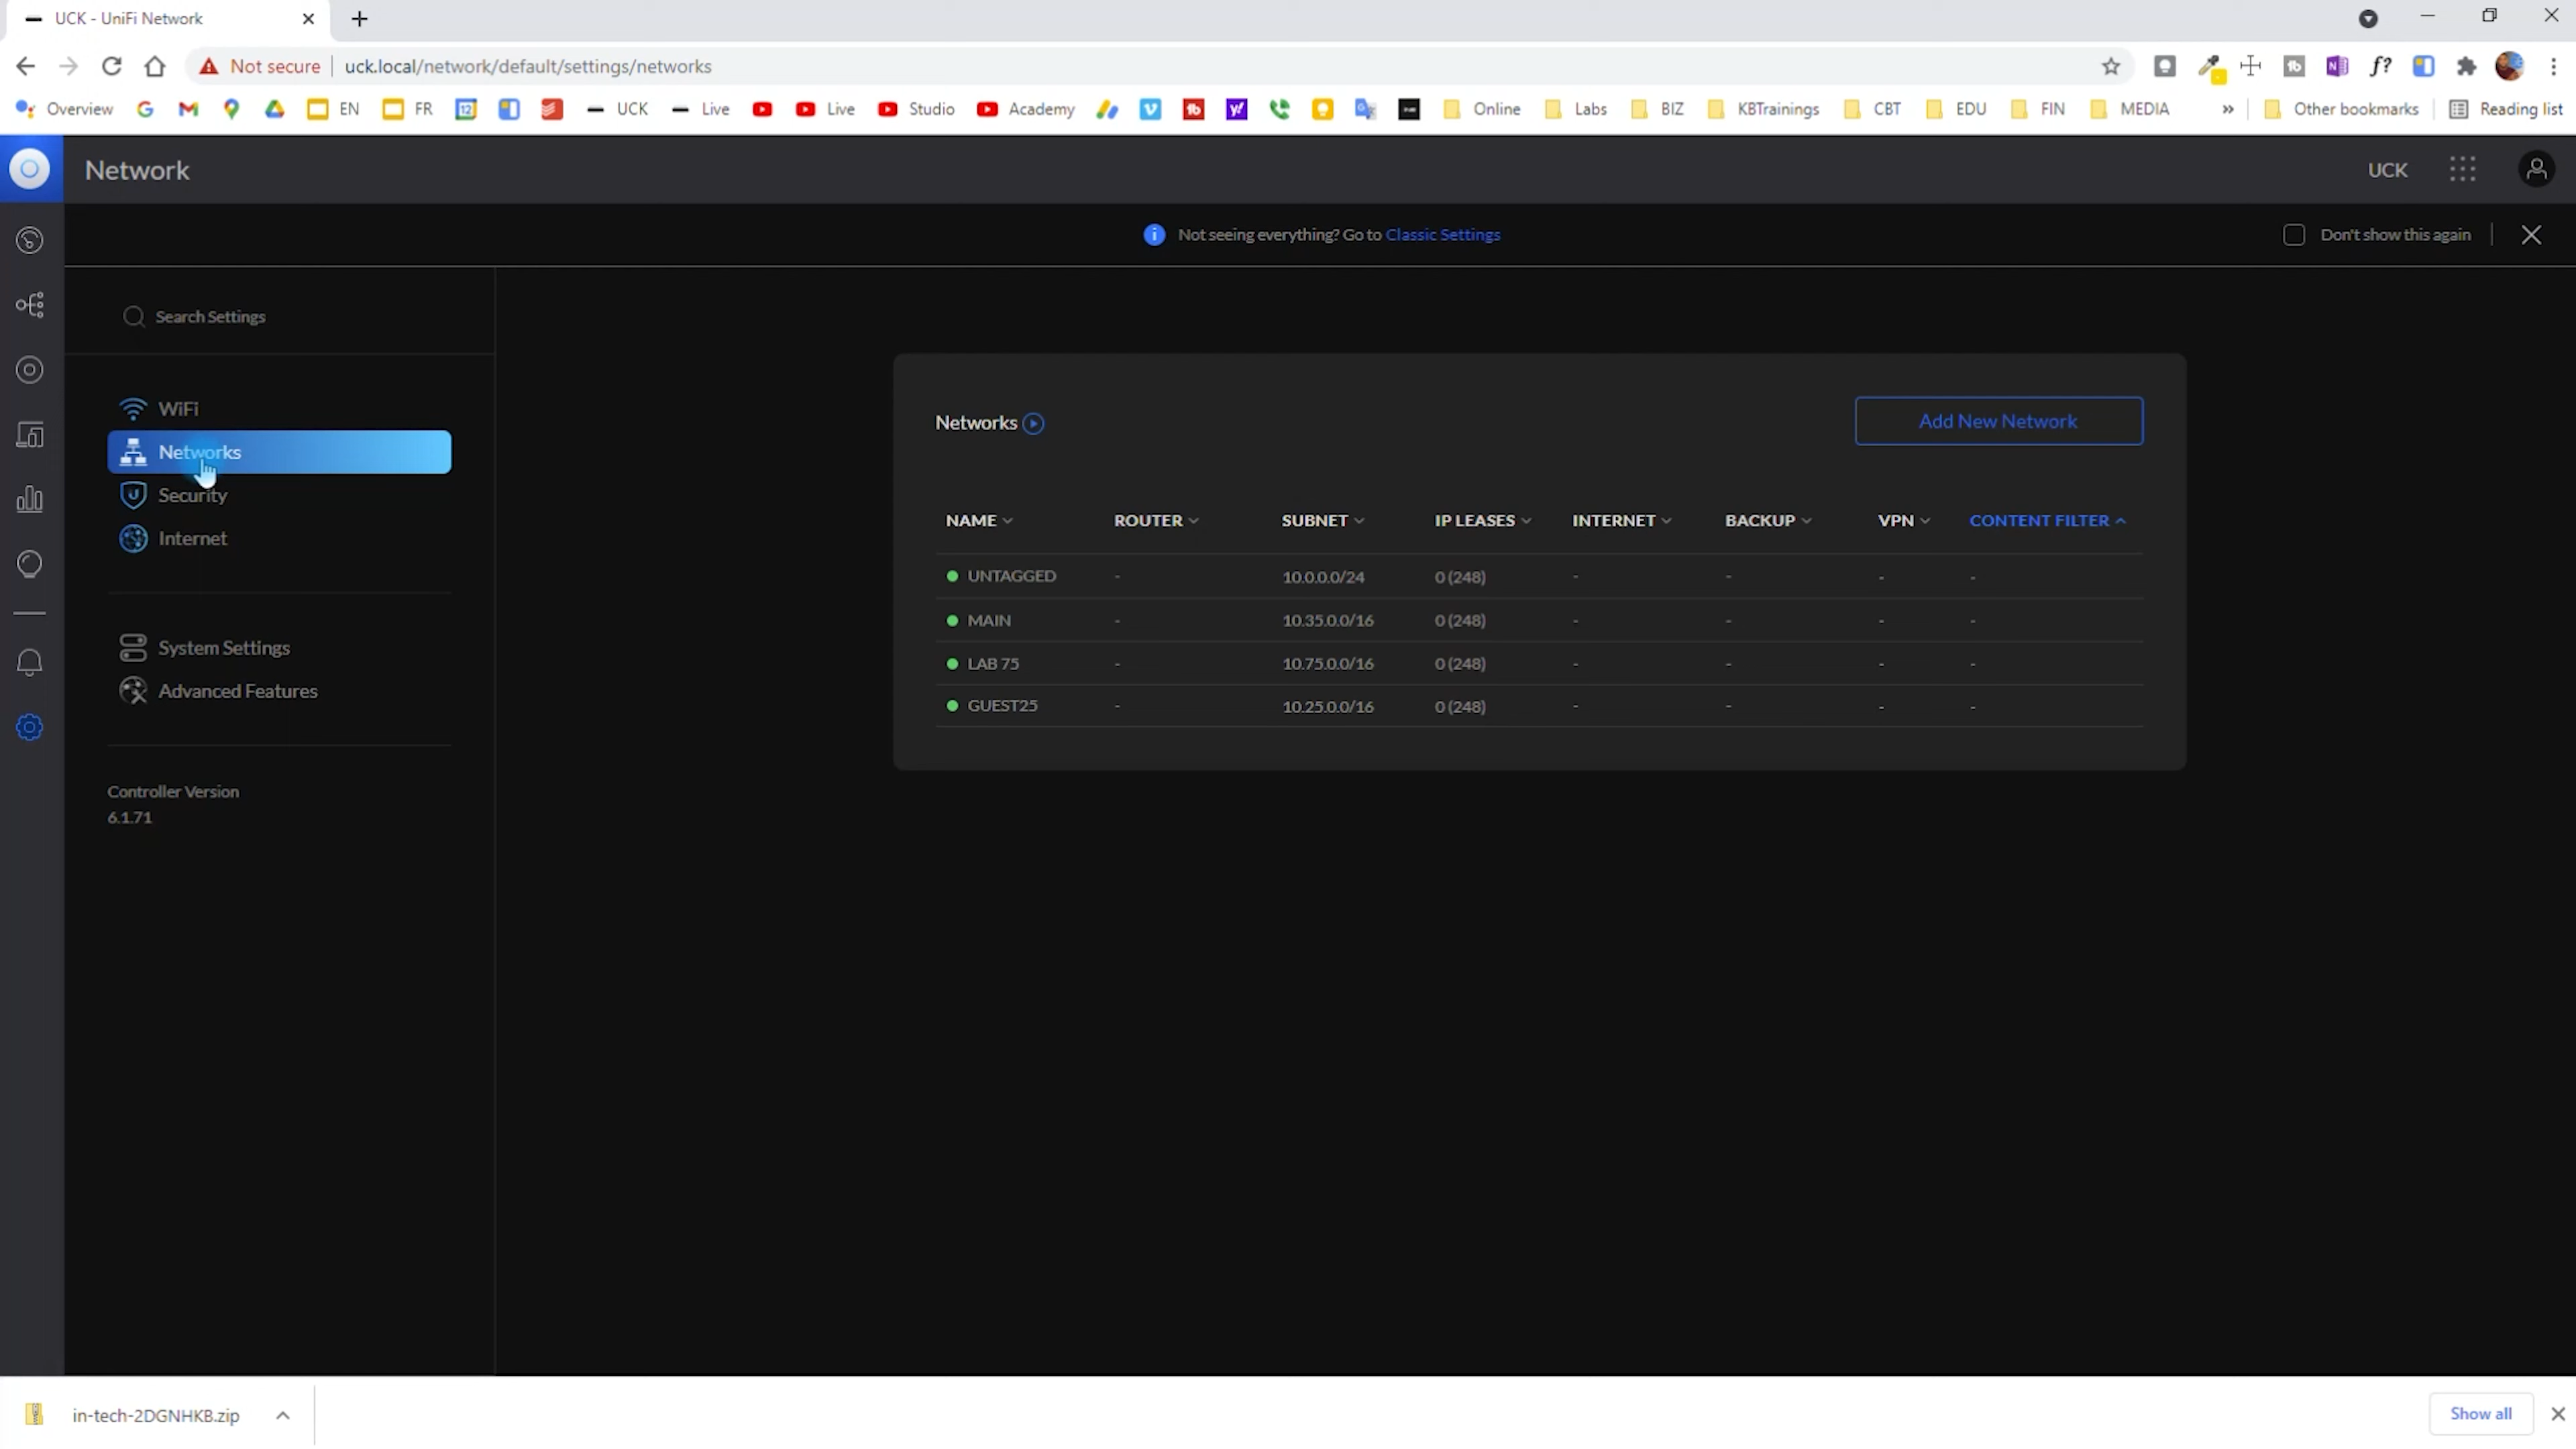 UCK - UniFi Network
Not secure uck.local/network/default/settings/networks
Overview EN FR UCK Live Live Studio Academy Online Labs BIZ KBTrainings CBT EDU FIN MEDIA » Other bookmarks Reading list
Network UCK
Not seeing everything? Go to Classic Settings Don't show this again
Search Settings
WiFi
Networks
Security
Internet
System Settings
Advanced Features
Controller Version
6.1.71
Networks Add New Network
NAME ROUTER SUBNET IP LEASES INTERNET BACKUP VPN CONTENT FILTER
UNTAGGED - 10.0.0.0/24 0 (248) - - - -
MAIN - 10.35.0.0/16 0 (248) - - - -
LAB 75 - 10.75.0.0/16 0 (248) - - - -
GUEST25 - 10.25.0.0/16 0 (248) - - - -
in-tech-2DGNHKB.zip Show all